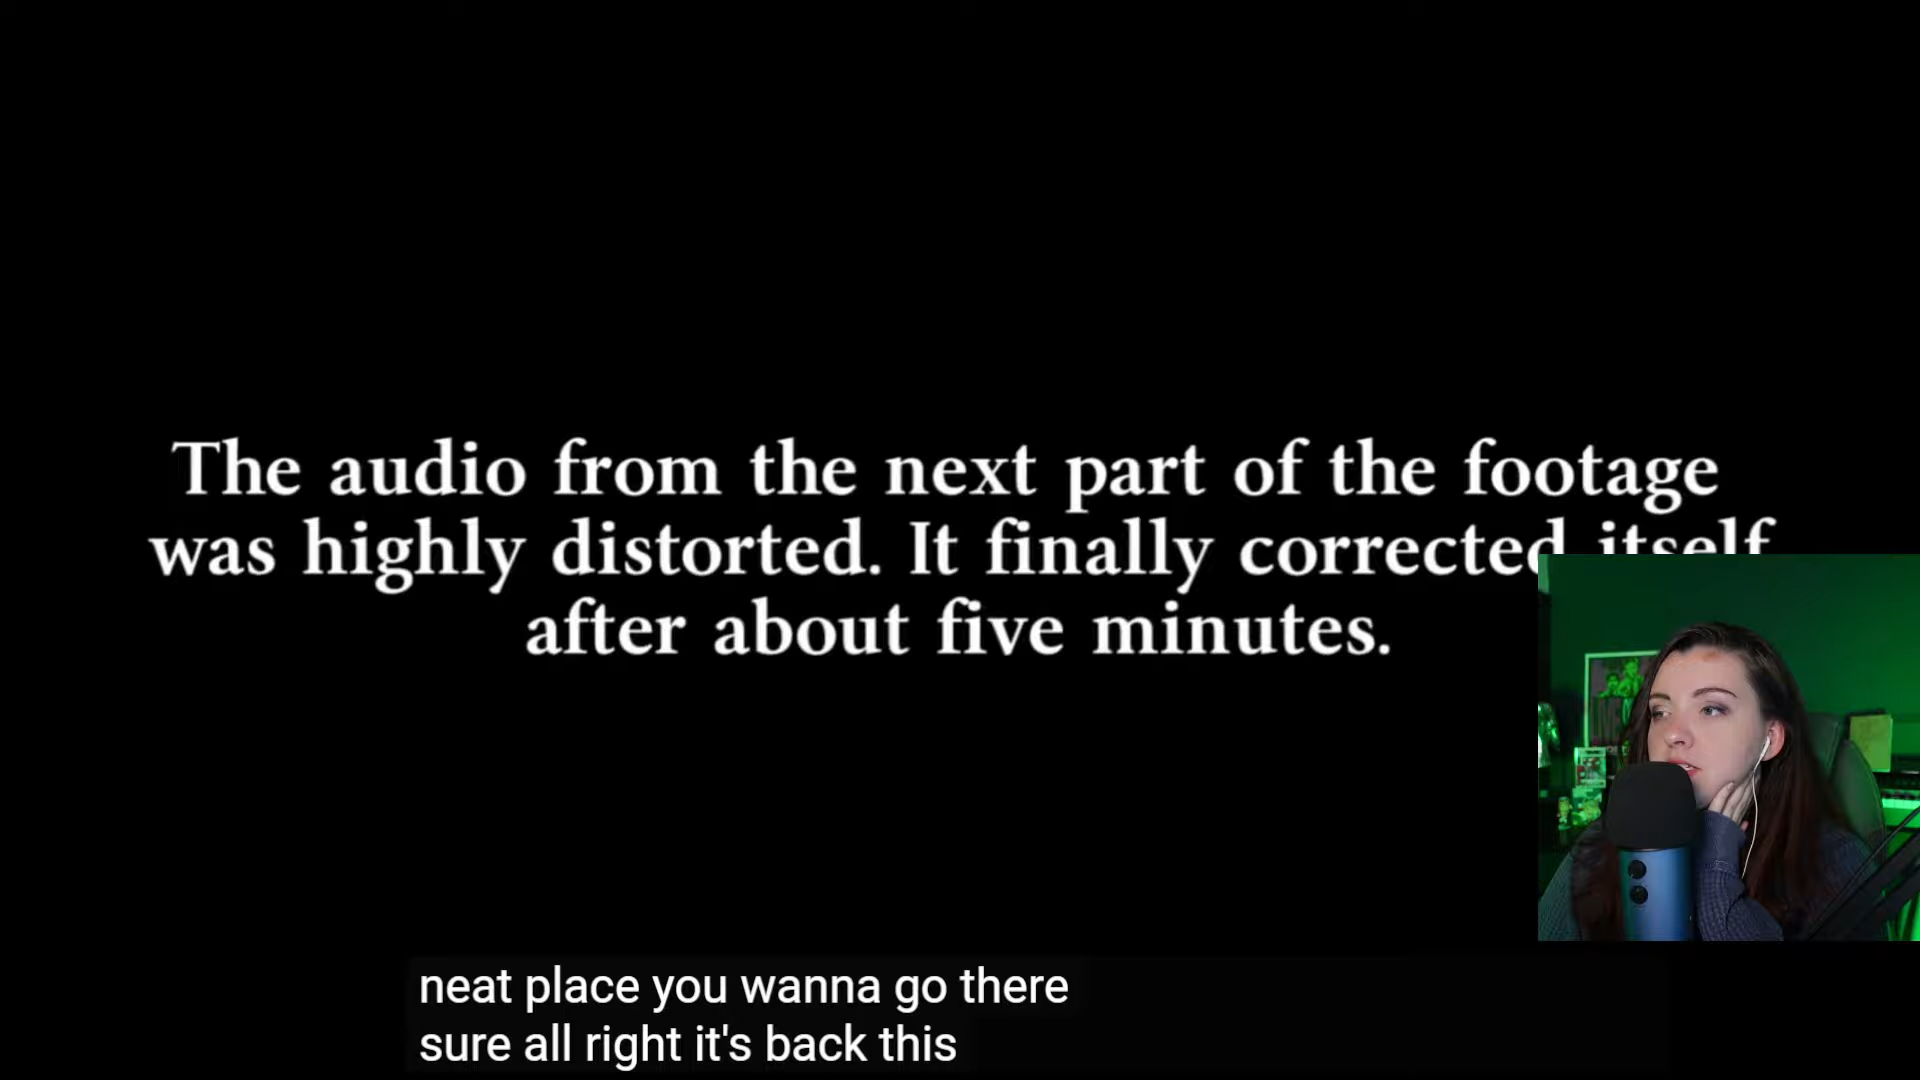 The audio from the next part of the footage
was highly distorted. It finally corrected itself
after about five minutes.
neat place you wanna go there
sure all right it's back this